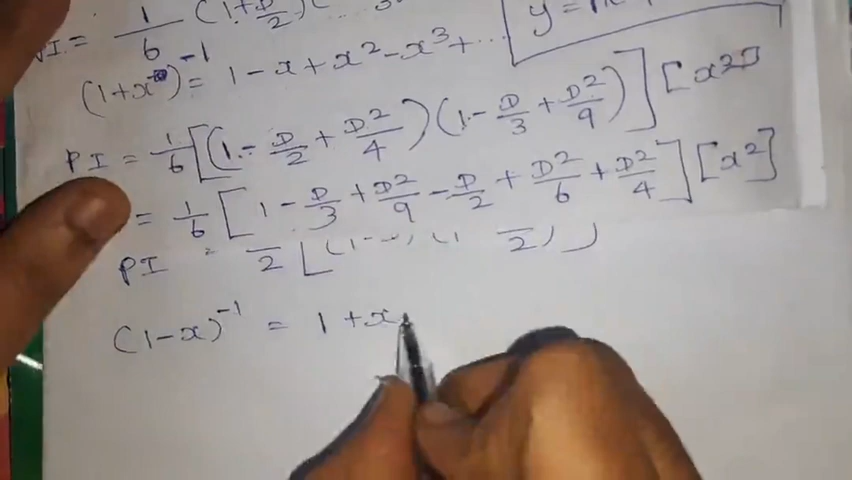 PI = 1/6 (1+D/2)(
y =
(1+x)^-1 = 1 - x + x^2 - x^3 + ...
PI = 1/6 [(1 - D/2 + D^2/4) (1 - D/3 + D^2/9)] [x^2]
= 1/6 [1 - D/3 + D^2/9 - D/2 + D^2/6 + D^2/4] [x^2]
PI
(1-x)^-1 = 1 + x